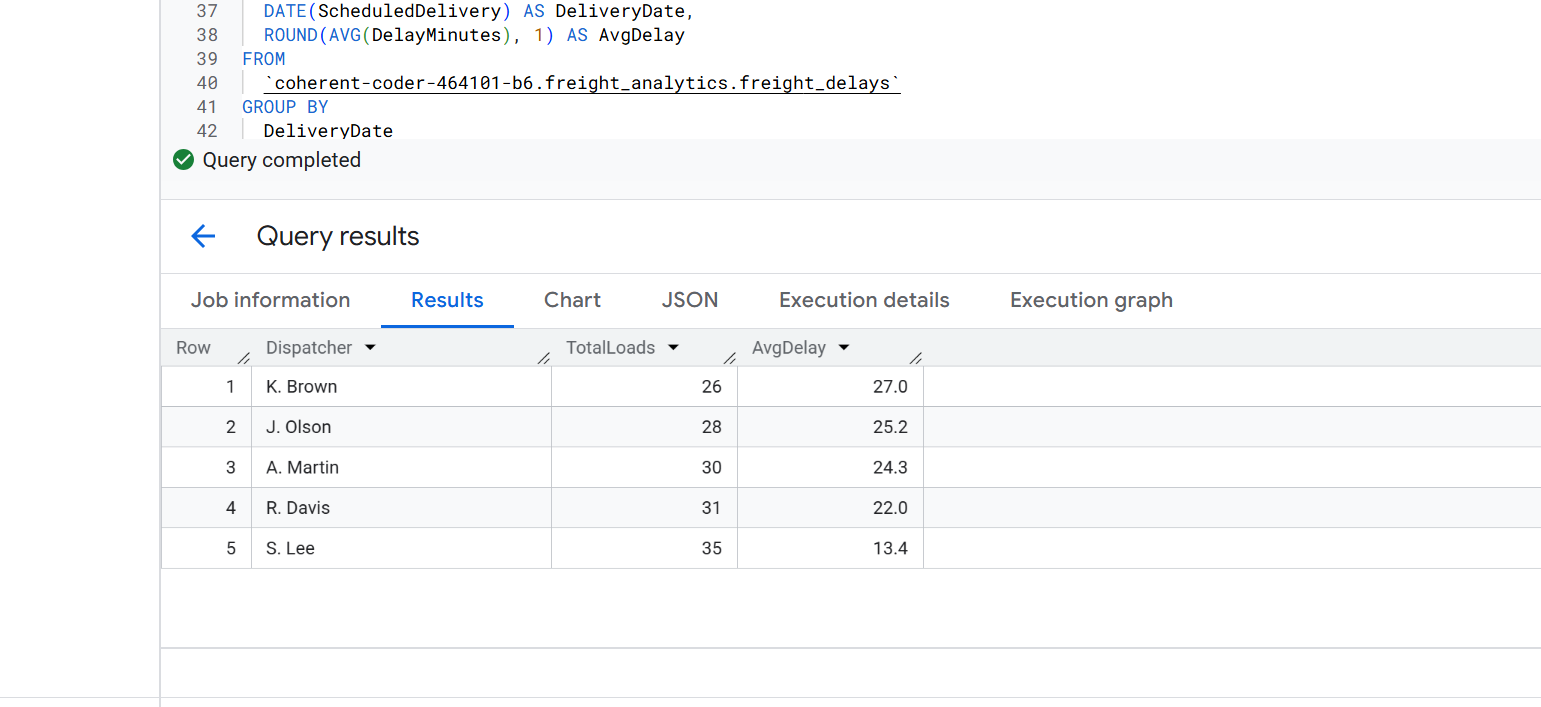 37 DATE(ScheduledDelivery) AS DeliveryDate,
38 ROUND(AVG(DelayMinutes), 1) AS AvgDelay
39 FROM
40 `coherent-coder-464101-b6.freight_analytics.freight_delays`
41 GROUP BY
42 DeliveryDate
Query completed
Query results
Job information Results Chart JSON Execution details Execution graph
Row Dispatcher TotalLoads AvgDelay
1 K. Brown 26 27.0
2 J. Olson 28 25.2
3 A. Martin 30 24.3
4 R. Davis 31 22.0
5 S. Lee 35 13.4